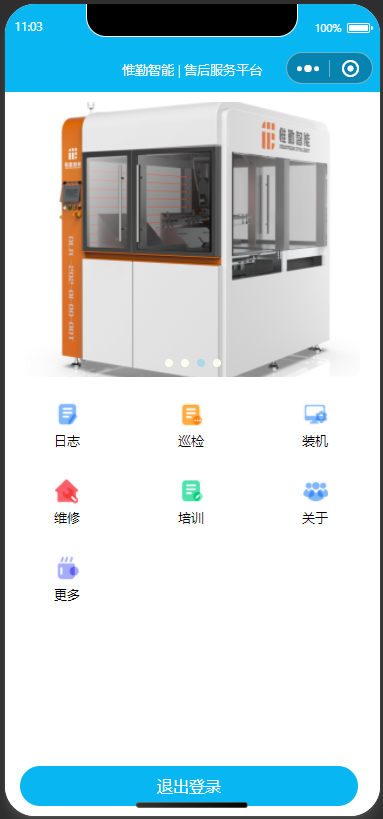 11:03
100%
惟勤智能 | 售后服务平台
惟勤智能
日志
巡检
装机
维修
培训
关于
更多
退出登录